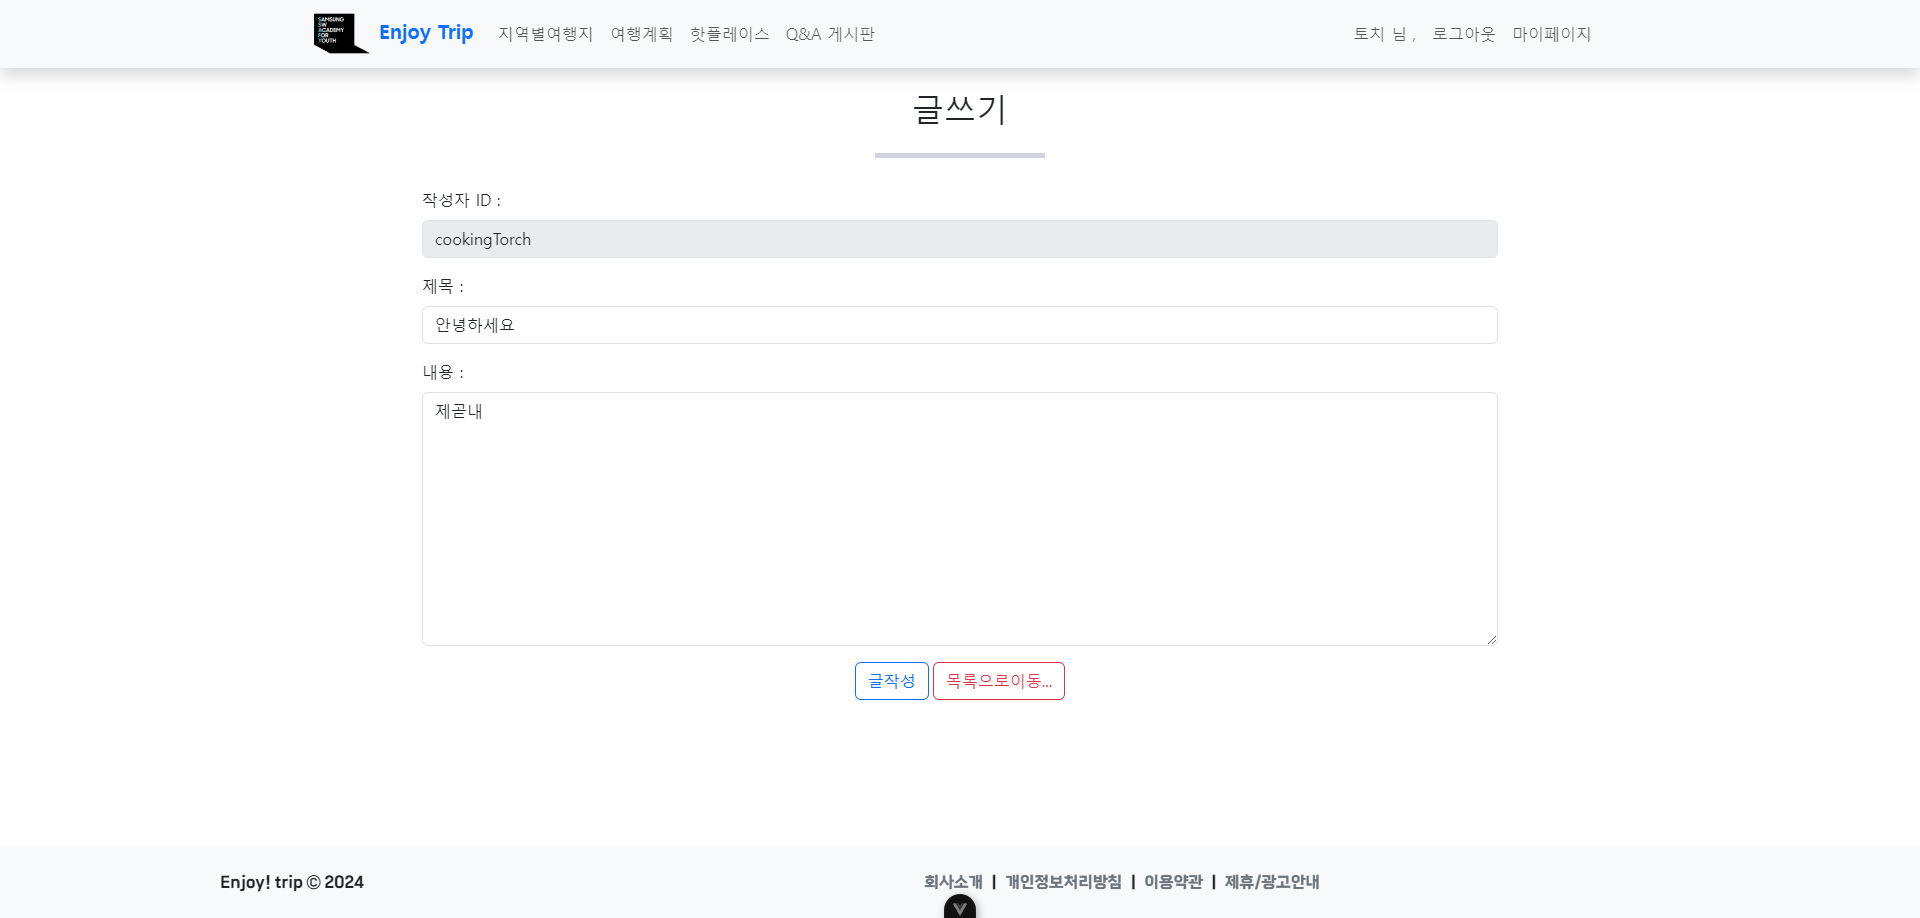 SAMSUNG
SW
ACADEMY
FOR
YOUTH
Enjoy Trip 지역별여행지 여행계획 핫플레이스 Q&A 게시판 토치 님 , 로그아웃 마이페이지
글쓰기
작성자 ID :
cookingTorch
제목 :
안녕하세요
내용 :
제곧내
글작성 목록으로이동...
Enjoy! trip © 2024 회사소개 | 개인정보처리방침 | 이용약관 | 제휴/광고안내